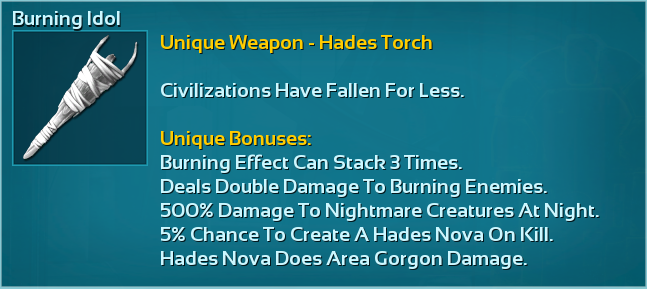 Burning Idol
Unique Weapon - Hades Torch
Civilizations Have Fallen For Less.
Unique Bonuses:
Burning Effect Can Stack 3 Times.
Deals Double Damage To Burning Enemies.
500% Damage To Nightmare Creatures At Night.
5% Chance To Create A Hades Nova On Kill.
Hades Nova Does Area Gorgon Damage.